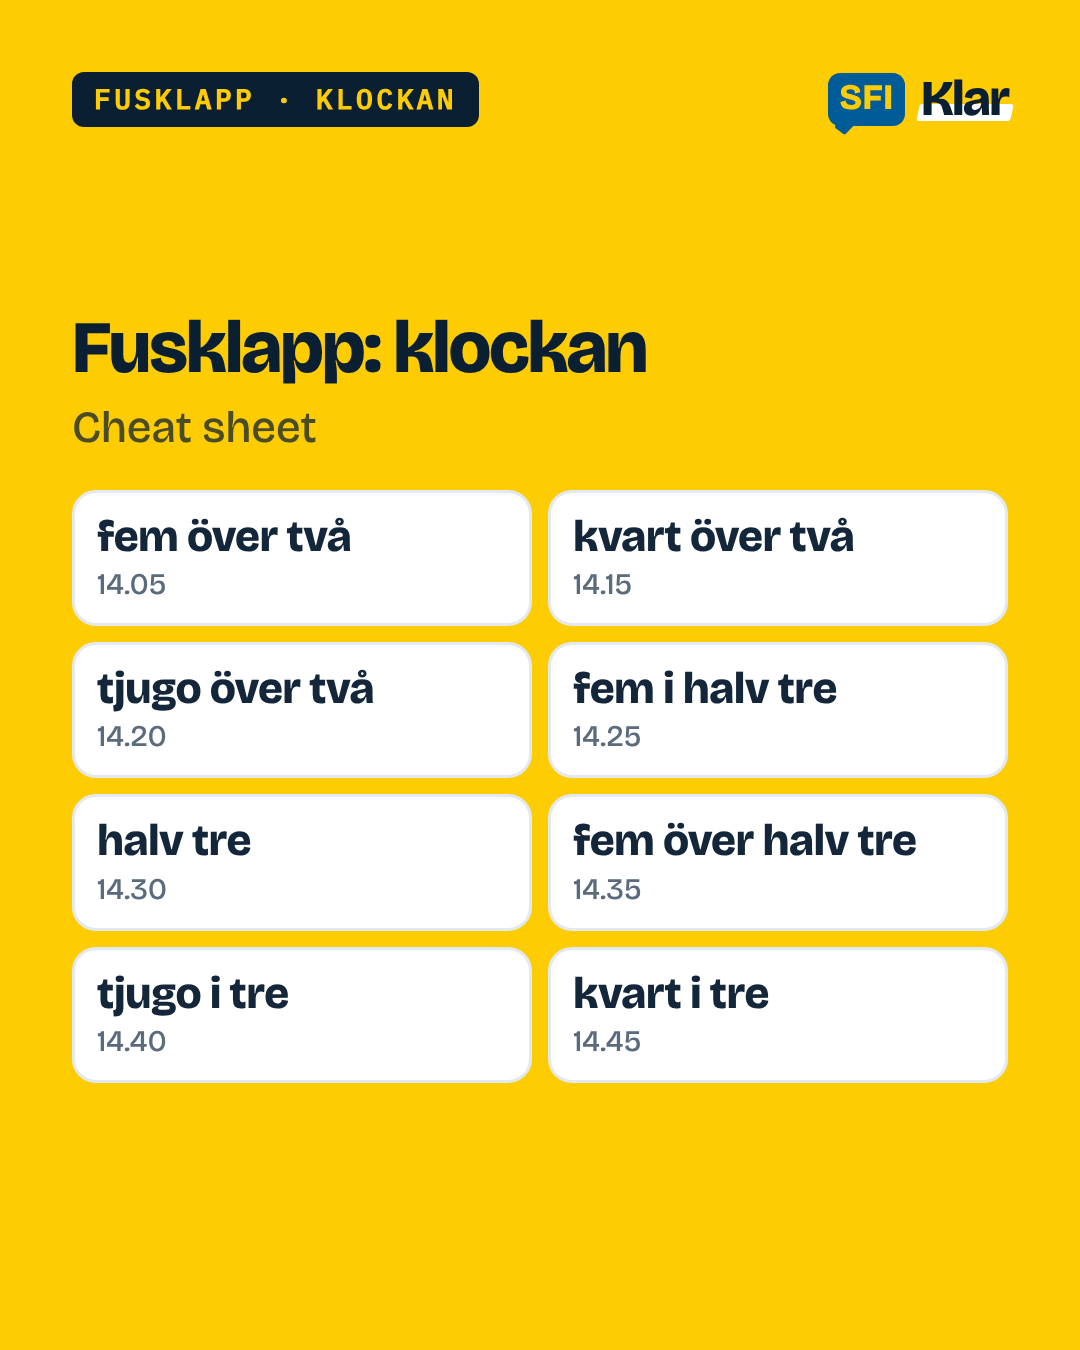 FUSKLAPP · KLOCKAN
SFI Klar
Fusklapp: klockan
Cheat sheet
fem över två
14.05
kvart över två
14.15
tjugo över två
14.20
fem i halv tre
14.25
halv tre
14.30
fem över halv tre
14.35
tjugo i tre
14.40
kvart i tre
14.45